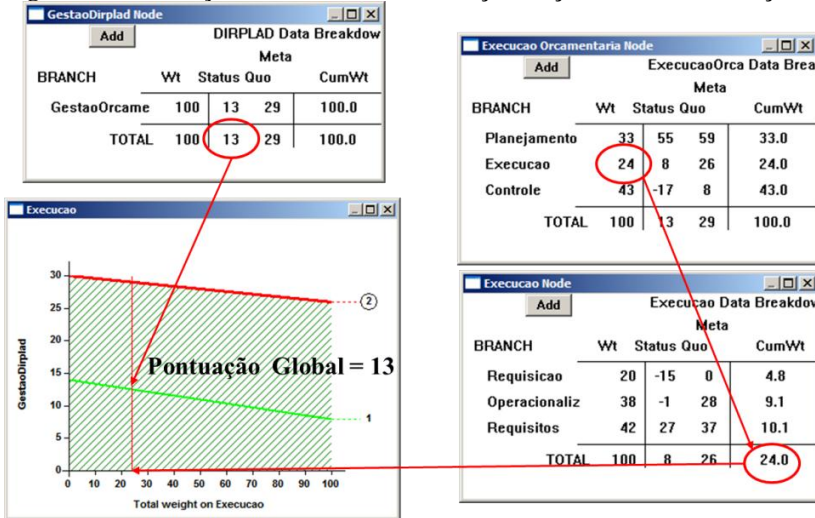 GestaoDirplad Node
Add DIRPLAD Data Breakdow
Meta
BRANCH Wt Status Quo CumWt
GestaoOrcame 100 13 29 100.0
TOTAL 100 13 29 100.0
Execucao Orcamentaria Node
Add ExecucaoOrca Data Brea
Meta
BRANCH Wt Status Quo CumWt
Planejamento 33 55 59 33.0
Execucao 24 8 26 24.0
Controle 43 -17 8 43.0
TOTAL 100 13 29 100.0
Execucao
30
25
20
15
10
5
0
GestaoDirplad
2
1
Pontuação Global = 13
0 10 20 30 40 50 60 70 80 90 100
Total weight on Execucao
Execucao Node
Add Execucao Data Breakdov
Meta
BRANCH Wt Status Quo CumWt
Requisicao 20 -15 0 4.8
Operacionaliz 38 -1 28 9.1
Requisitos 42 27 37 10.1
TOTAL 100 8 26 24.0